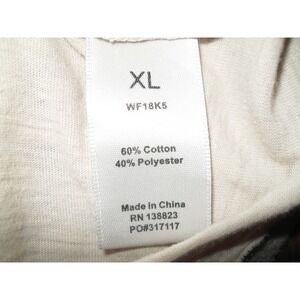 XL
WF18K5
60% Cotton
40% Polyester
Made in China
RN 138823
PO#317117